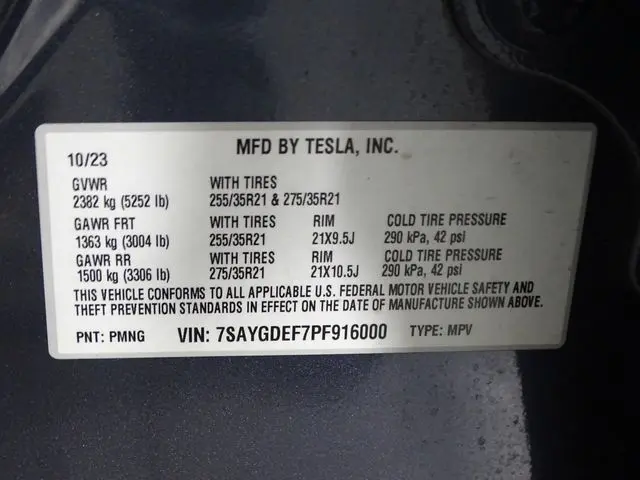 10/23 MFD BY TESLA, INC.
GVWR WITH TIRES
2382 kg (5252 lb) 255/35R21 & 275/35R21
GAWR FRT WITH TIRES RIM COLD TIRE PRESSURE
1363 kg (3004 lb) 255/35R21 21X9.5J 290 kPa, 42 psi
GAWR RR WITH TIRES RIM COLD TIRE PRESSURE
1500 kg (3306 lb) 275/35R21 21X10.5J 290 kPa, 42 psi
THIS VEHICLE CONFORMS TO ALL APPLICABLE U.S. FEDERAL MOTOR VEHICLE SAFETY AND
THEFT PREVENTION STANDARDS IN EFFECT ON THE DATE OF MANUFACTURE SHOWN ABOVE.
PNT: PMNG VIN: 7SAYGDEF7PF916000 TYPE: MPV